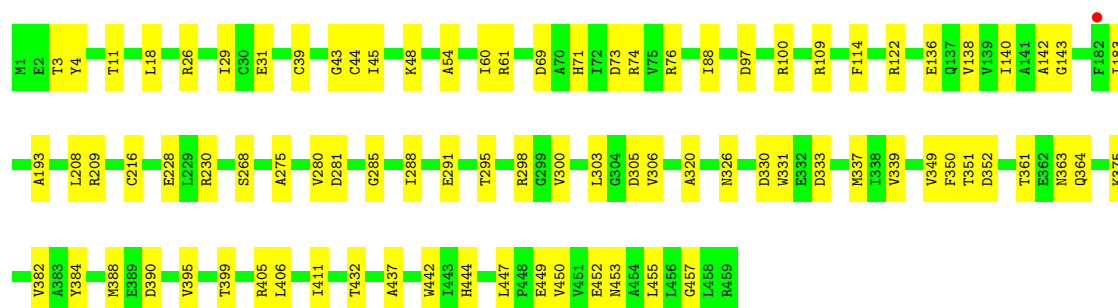 M1 E2 T3 Y4 T11 L18 R26 I29 C30 E31 C39 G43 C44 I45 K48 A54 I60 R61 D69 A70 H71 I72 D73 R74 V75 R76 I88 D97 R100 R109 F114 R122 E136 Q137 V138 V139 I140 A141 A142 G143 F182
A193 L208 R209 C216 E228 L229 R230 S268 A275 V280 D281 G285 I288 E291 T295 R298 G299 V300 L303 G304 D305 V306 A320 N326 D330 W331 E332 D333 M337 I338 V339 V349 F350 T351 D352 T361 E362 N363 Q364
V382 A383 Y384 M388 E389 D390 V395 T399 R405 L406 I411 T432 A437 W442 I443 H444 L447 P448 E449 V450 V451 E452 N453 A454 L455 L456 G457 L458 R459